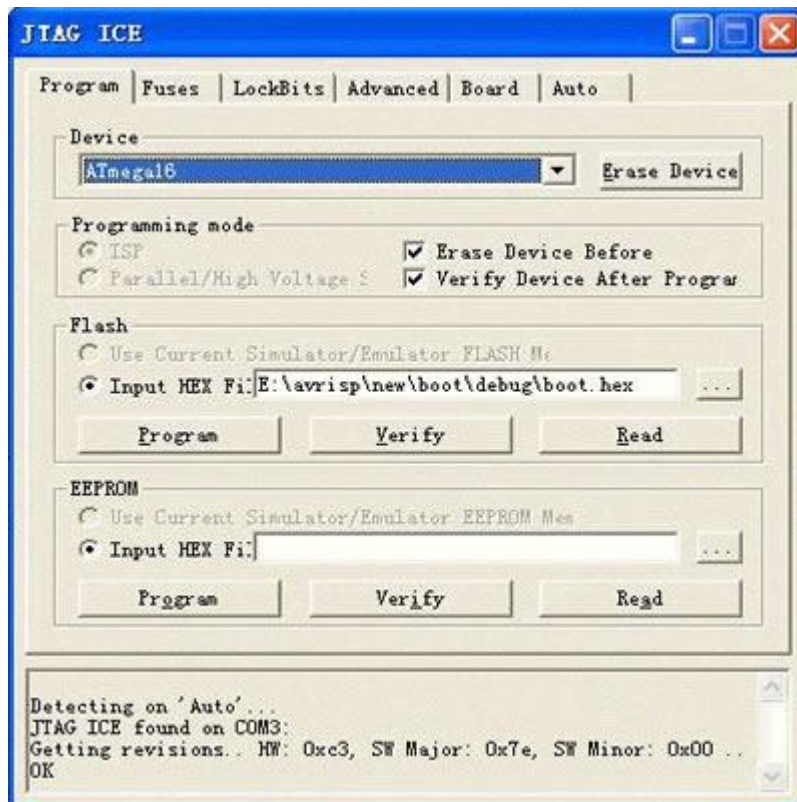 JTAG ICE
Program Fuses LockBits Advanced Board Auto
Device
ATmega16 Erase Device
Programming mode
ISP Erase Device Before
Parallel/High Voltage S Verify Device After Program
Flash
Use Current Simulator/Emulator FLASH Me
Input HEX Fi: E:\avrisp\new\boot\debug\boot.hex ...
Program Verify Read
EEPROM
Use Current Simulator/Emulator EEPROM Mem
Input HEX Fi: ...
Program Verify Read
Detecting on 'Auto'...
JTAG ICE found on COM3:
Getting revisions.. HW: 0xc3, SW Major: 0x7e, SW Minor: 0x00 ..
OK